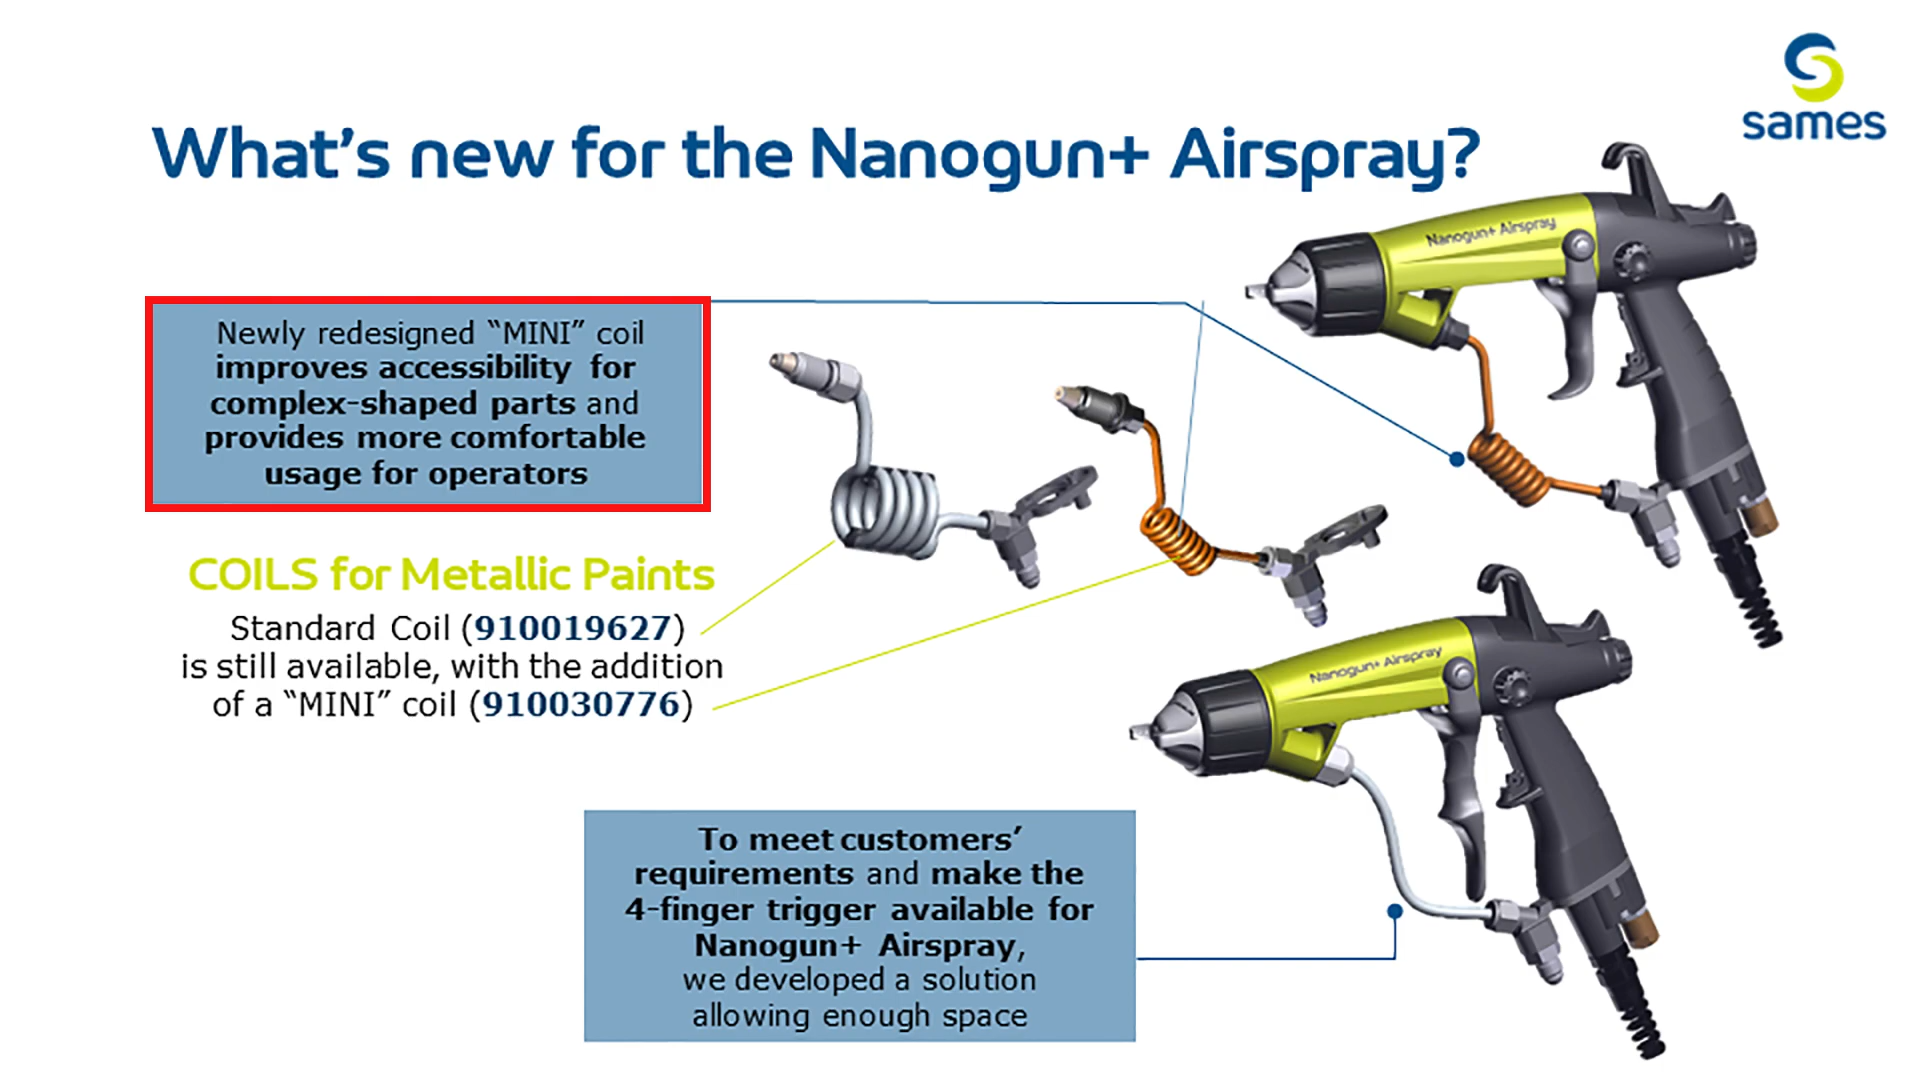 sames
What's new for the Nanogun+ Airspray?
Nanogun+ Airspray
Newly redesigned “MINI” coil
improves accessibility for
complex-shaped parts and
provides more comfortable
usage for operators
COILS for Metallic Paints
Standard Coil (910019627)
is still available, with the addition
of a “MINI” coil (910030776)
Nanogun+ Airspray
To meet customers’
requirements and make the
4-finger trigger available for
Nanogun+ Airspray,
we developed a solution
allowing enough space